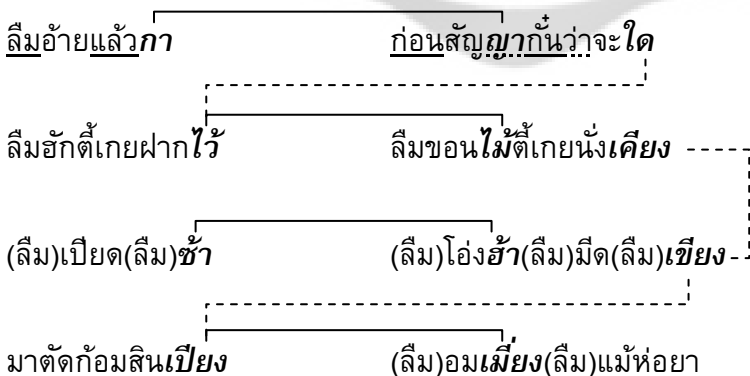 ลืมอ้ายแล้วกา ก่อนสัญญากั๋นว่าจะใด
ลืมฮักตี้เกยฝากไว้ ลืมขอนไม้ตี้เกยนั่งเคียง
(ลืม)เปียด(ลืม)ซ้า (ลืม)โอ่งฮ้า(ลืม)มีด(ลืม)เขียง
มาตัดก้อมสินเปียง (ลืม)อมเมี่ยง(ลืม)แม้ห่อยา